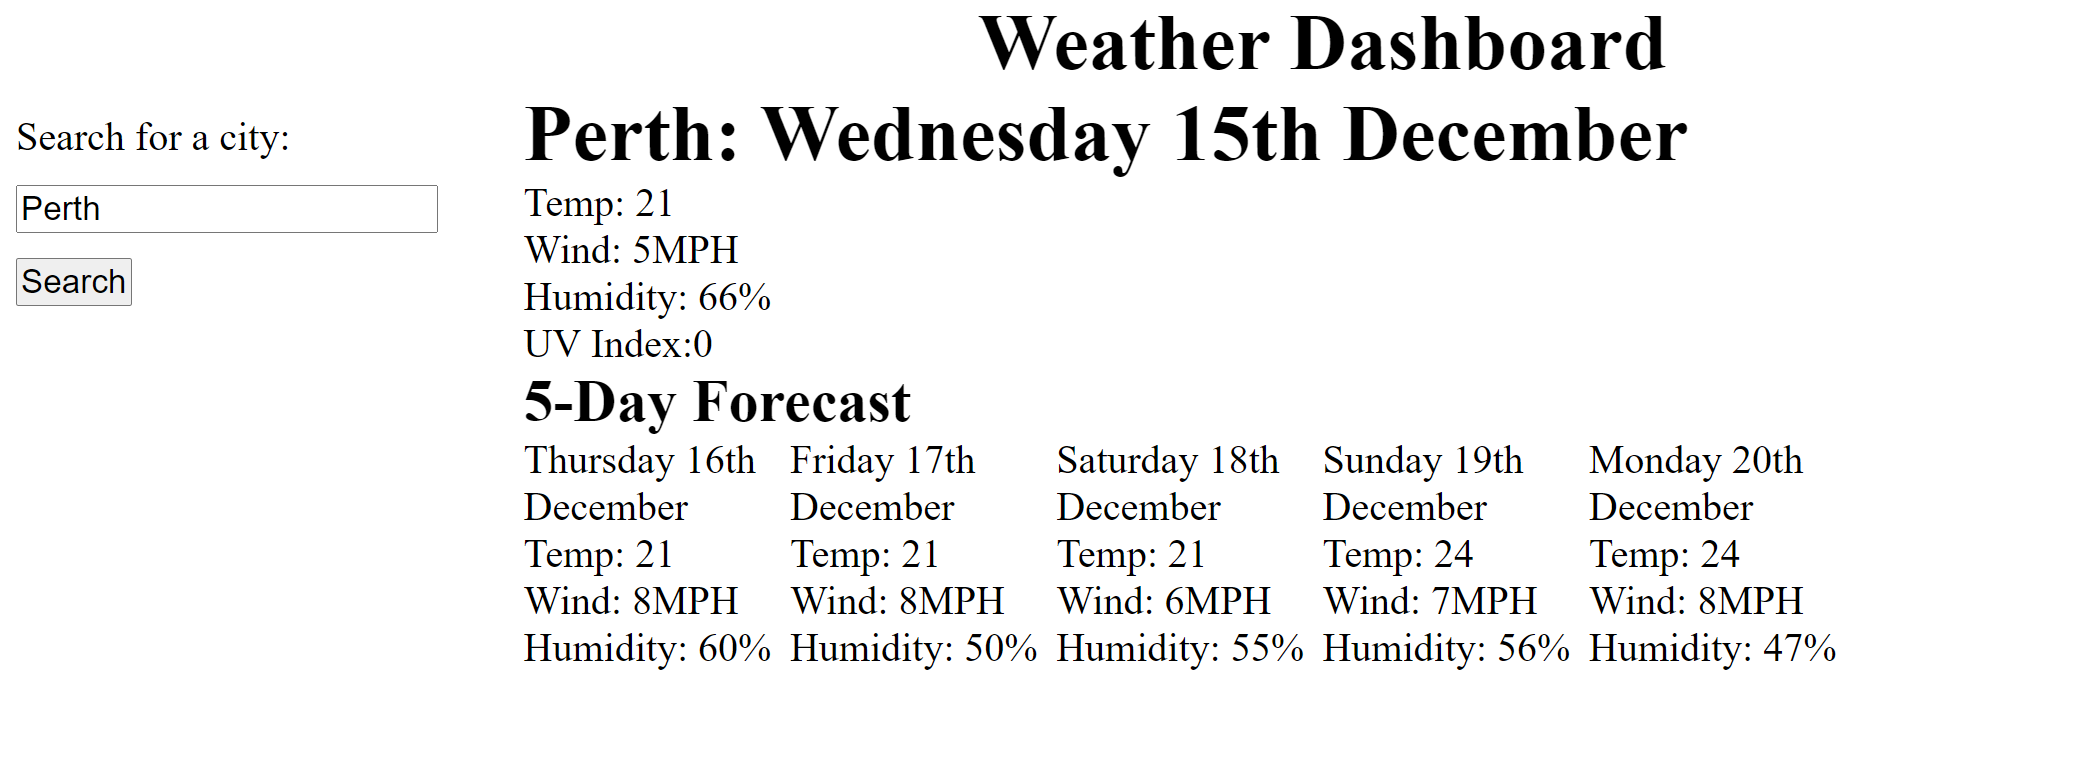 Weather Dashboard
Search for a city:
Perth
Search
Perth: Wednesday 15th December
Temp: 21
Wind: 5MPH
Humidity: 66%
UV Index:0
5-Day Forecast
Thursday 16th
December
Temp: 21
Wind: 8MPH
Humidity: 60%
Friday 17th
December
Temp: 21
Wind: 8MPH
Humidity: 50%
Saturday 18th
December
Temp: 21
Wind: 6MPH
Humidity: 55%
Sunday 19th
December
Temp: 24
Wind: 7MPH
Humidity: 56%
Monday 20th
December
Temp: 24
Wind: 8MPH
Humidity: 47%